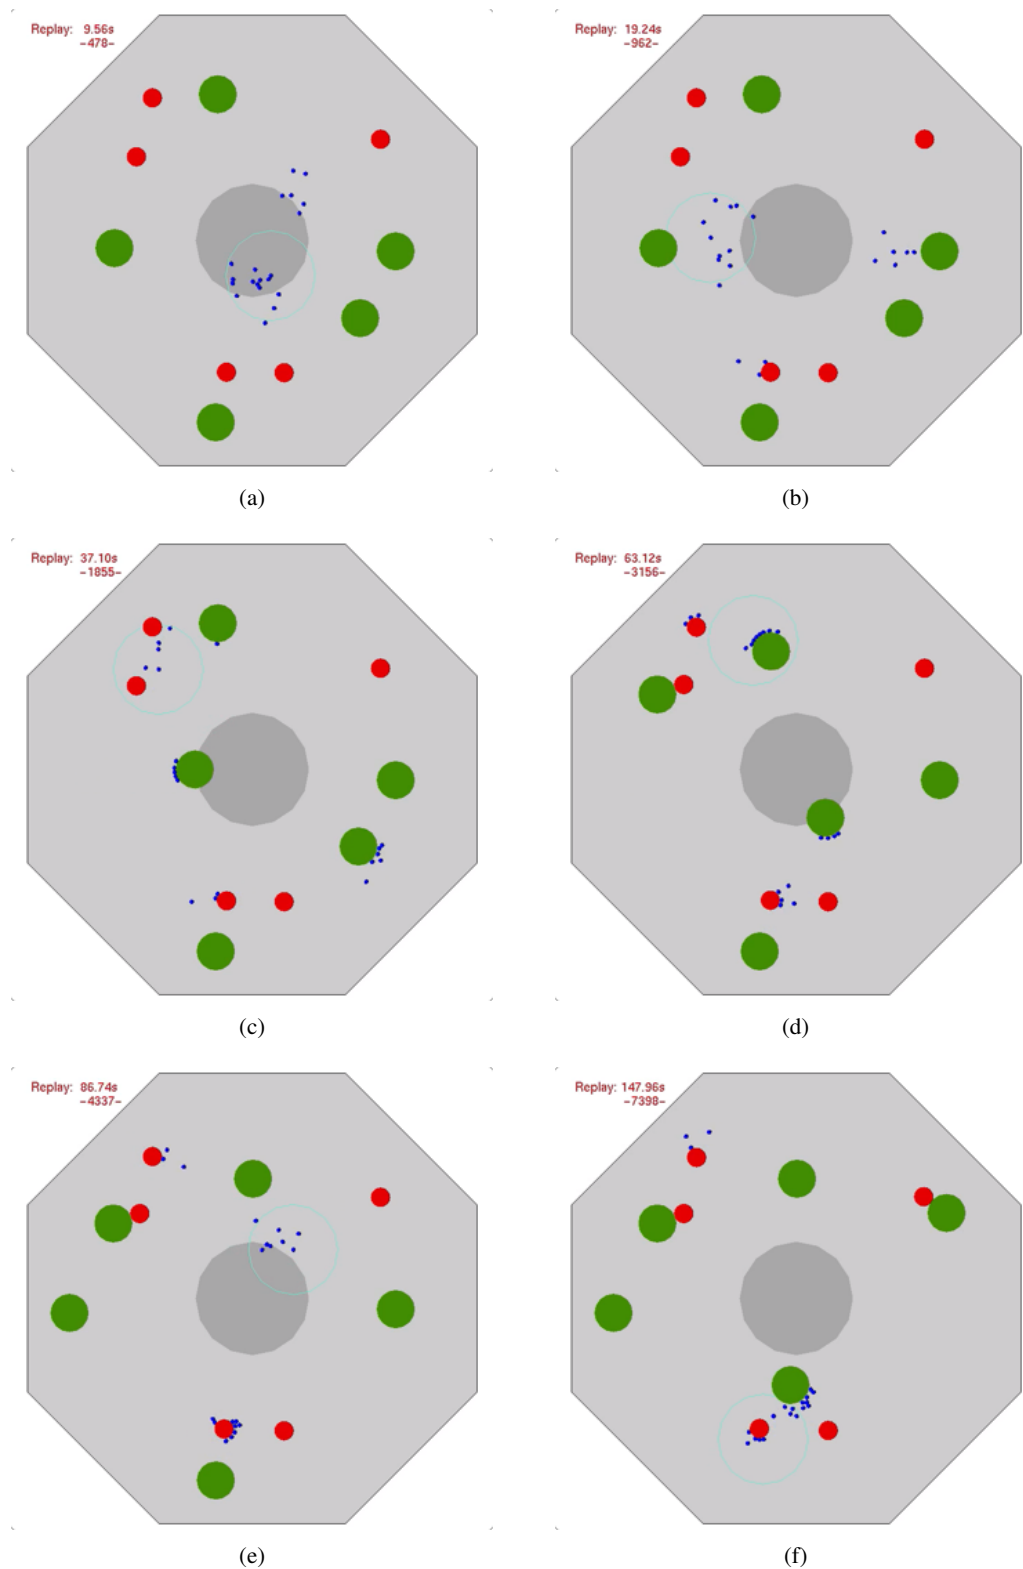 Replay: 9.56s
-478-
Replay: 19.24s
-962-
(a)
(b)
Replay: 37.10s
-1855-
Replay: 63.12s
-3156-
(c)
(d)
Replay: 86.74s
-4337-
Replay: 147.96s
-7398-
(e)
(f)